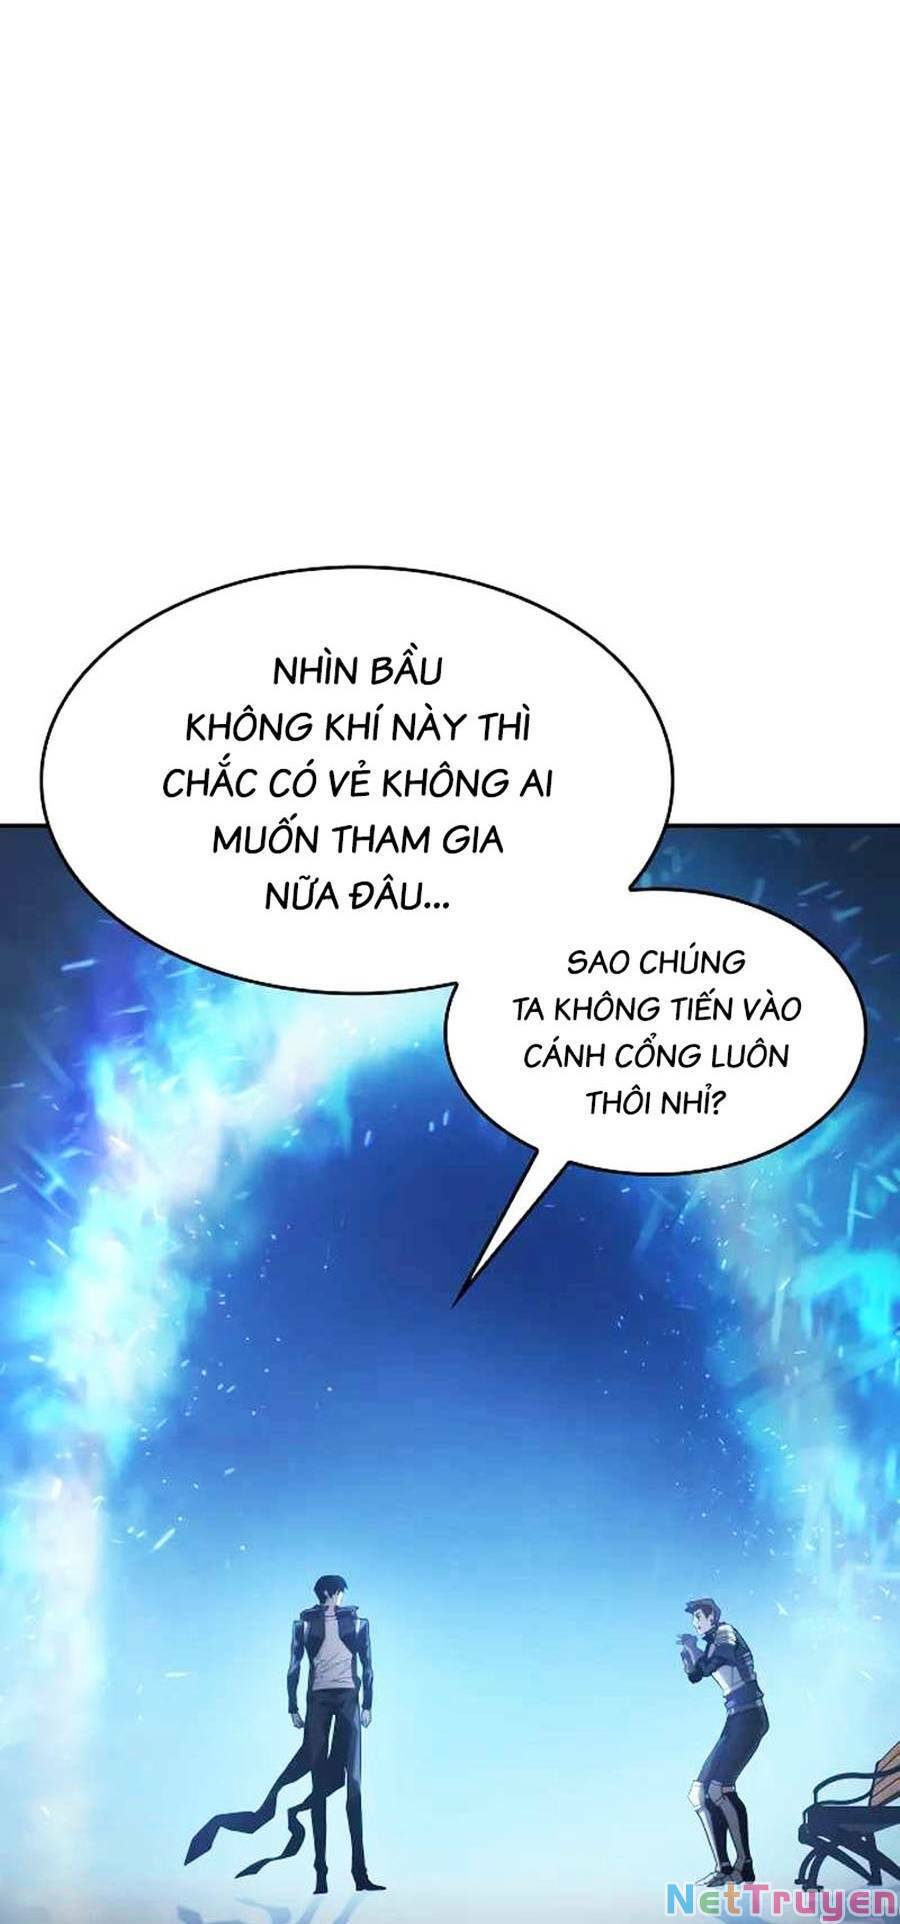 NHÌN BẦU
KHÔNG KHÍ NÀY THÌ
CHẮC CÓ VẺ KHÔNG AI
MUỐN THAM GIA
NỮA ĐÂU...
SAO CHÚNG
TA KHÔNG TIẾN VÀO
CÁNH CỔNG LUÔN
THÔI NHỈ?
NetTruyen